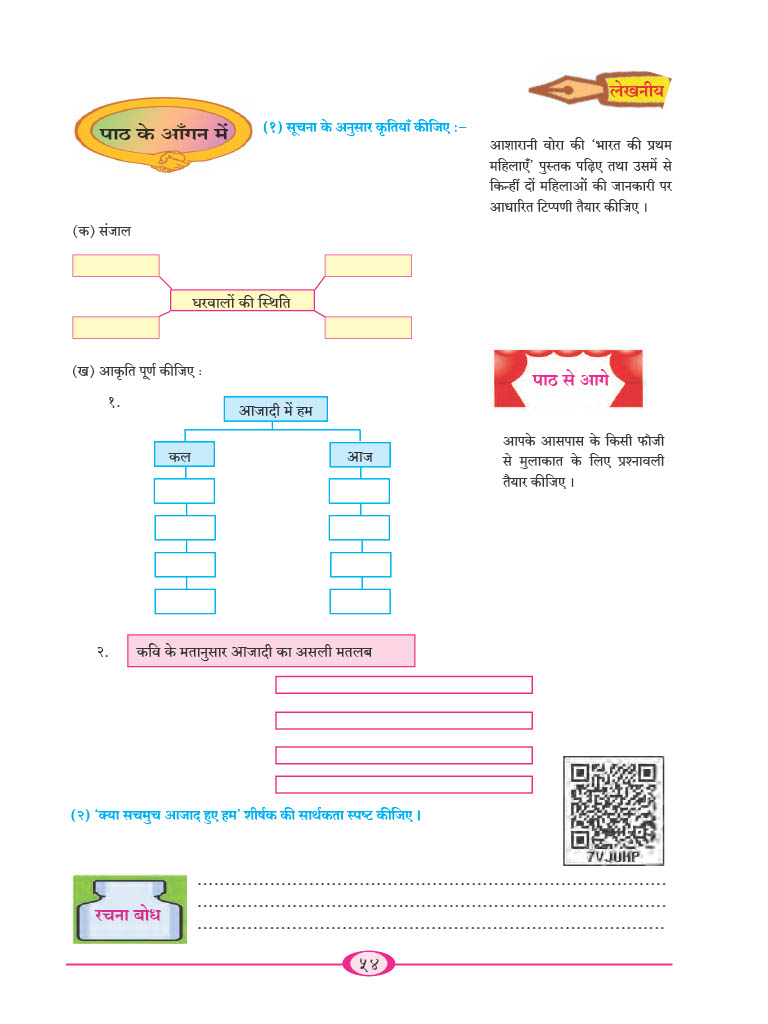 लेखनीय
पाठ के आँगन में
(१) सूचना के अनुसार कृतियाँ कीजिए :–
आशारानी वोरा की ‘भारत की प्रथम
महिलाएँ’ पुस्तक पढ़िए तथा उसमें से
किन्हीं दों महिलाओं की जानकारी पर
आधारित टिप्पणी तैयार कीजिए ।
(क) संजाल
घरवालों की स्थिति
(ख) आकृति पूर्ण कीजिए :
पाठ से आगे
१.
आजादी में हम
कल
आज
आपके आसपास के किसी फौजी
से मुलाकात के लिए प्रश्नावली
तैयार कीजिए ।
२.
कवि के मतानुसार आजादी का असली मतलब
(२) ‘क्या सचमुच आजाद हुए हम’ शीर्षक की सार्थकता स्पष्ट कीजिए ।
7VJUHP
रचना बोध
५४